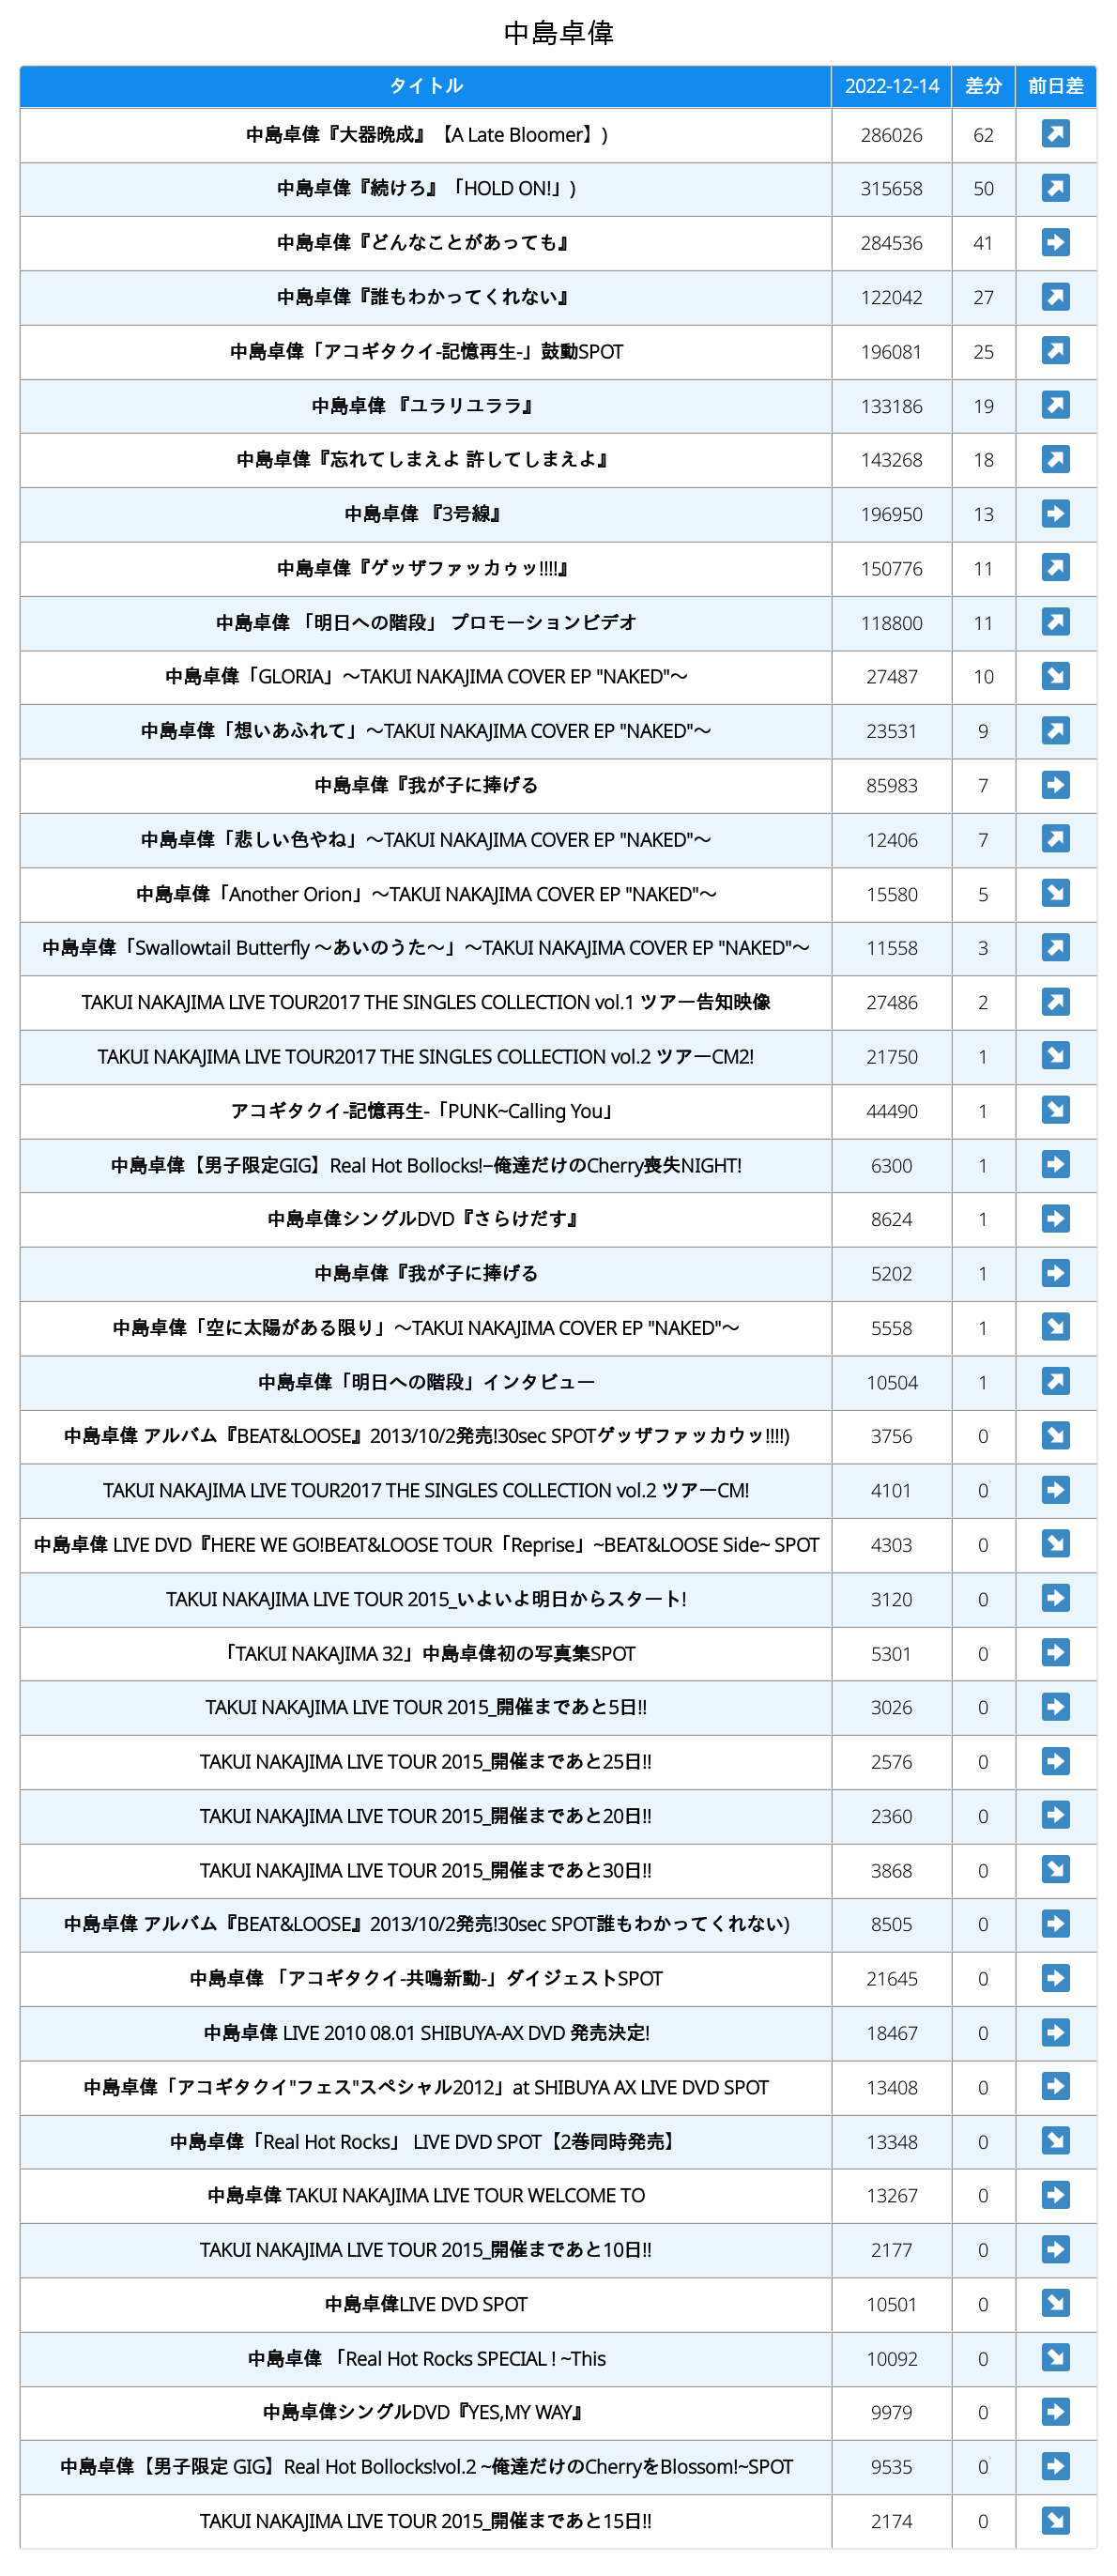 中島卓偉
タイトル 2022-12-14 差分 前日差
中島卓偉『大器晩成』【A Late Bloomer】) 286026 62
中島卓偉『続けろ』「HOLD ON!」) 315658 50
中島卓偉『どんなことがあっても』 284536 41
中島卓偉『誰もわかってくれない』 122042 27
中島卓偉「アコギタクイ-記憶再生-」鼓動SPOT 196081 25
中島卓偉 『ユラリユララ』 133186 19
中島卓偉『忘れてしまえよ 許してしまえよ』 143268 18
中島卓偉 『3号線』 196950 13
中島卓偉『ゲッザファッカゥッ!!!!』 150776 11
中島卓偉 「明日への階段」 プロモーションビデオ 118800 11
中島卓偉「GLORIA」〜TAKUI NAKAJIMA COVER EP "NAKED"〜 27487 10
中島卓偉「想いあふれて」〜TAKUI NAKAJIMA COVER EP "NAKED"〜 23531 9
中島卓偉『我が子に捧げる 85983 7
中島卓偉「悲しい色やね」〜TAKUI NAKAJIMA COVER EP "NAKED"〜 12406 7
中島卓偉「Another Orion」〜TAKUI NAKAJIMA COVER EP "NAKED"〜 15580 5
中島卓偉「Swallowtail Butterfly 〜あいのうた〜」〜TAKUI NAKAJIMA COVER EP "NAKED"〜 11558 3
TAKUI NAKAJIMA LIVE TOUR2017 THE SINGLES COLLECTION vol.1 ツアー告知映像 27486 2
TAKUI NAKAJIMA LIVE TOUR2017 THE SINGLES COLLECTION vol.2 ツアーCM2! 21750 1
アコギタクイ-記憶再生-「PUNK~Calling You」 44490 1
中島卓偉【男子限定GIG】Real Hot Bollocks!−俺達だけのCherry喪失NIGHT! 6300 1
中島卓偉シングルDVD『さらけだす』 8624 1
中島卓偉『我が子に捧げる 5202 1
中島卓偉「空に太陽がある限り」〜TAKUI NAKAJIMA COVER EP "NAKED"〜 5558 1
中島卓偉「明日への階段」インタビュー 10504 1
中島卓偉 アルバム『BEAT&LOOSE』2013/10/2発売!30sec SPOTゲッザファッカウッ!!!!) 3756 0
TAKUI NAKAJIMA LIVE TOUR2017 THE SINGLES COLLECTION vol.2 ツアーCM! 4101 0
中島卓偉 LIVE DVD『HERE WE GO!BEAT&LOOSE TOUR「Reprise」~BEAT&LOOSE Side~ SPOT 4303 0
TAKUI NAKAJIMA LIVE TOUR 2015_いよいよ明日からスタート! 3120 0
「TAKUI NAKAJIMA 32」中島卓偉初の写真集SPOT 5301 0
TAKUI NAKAJIMA LIVE TOUR 2015_開催まであと5日!! 3026 0
TAKUI NAKAJIMA LIVE TOUR 2015_開催まであと25日!! 2576 0
TAKUI NAKAJIMA LIVE TOUR 2015_開催まであと20日!! 2360 0
TAKUI NAKAJIMA LIVE TOUR 2015_開催まであと30日!! 3868 0
中島卓偉 アルバム『BEAT&LOOSE』2013/10/2発売!30sec SPOT誰もわかってくれない) 8505 0
中島卓偉 「アコギタクイ-共鳴新動-」ダイジェストSPOT 21645 0
中島卓偉 LIVE 2010 08.01 SHIBUYA-AX DVD 発売決定! 18467 0
中島卓偉「アコギタクイ"フェス"スペシャル2012」at SHIBUYA AX LIVE DVD SPOT 13408 0
中島卓偉「Real Hot Rocks」 LIVE DVD SPOT【2巻同時発売】 13348 0
中島卓偉 TAKUI NAKAJIMA LIVE TOUR WELCOME TO 13267 0
TAKUI NAKAJIMA LIVE TOUR 2015_開催まであと10日!! 2177 0
中島卓偉LIVE DVD SPOT 10501 0
中島卓偉 「Real Hot Rocks SPECIAL ! ~This 10092 0
中島卓偉シングルDVD『YES,MY WAY』 9979 0
中島卓偉【男子限定 GIG】Real Hot Bollocks!vol.2 ~俺達だけのCherryをBlossom!~SPOT 9535 0
TAKUI NAKAJIMA LIVE TOUR 2015_開催まであと15日!! 2174 0